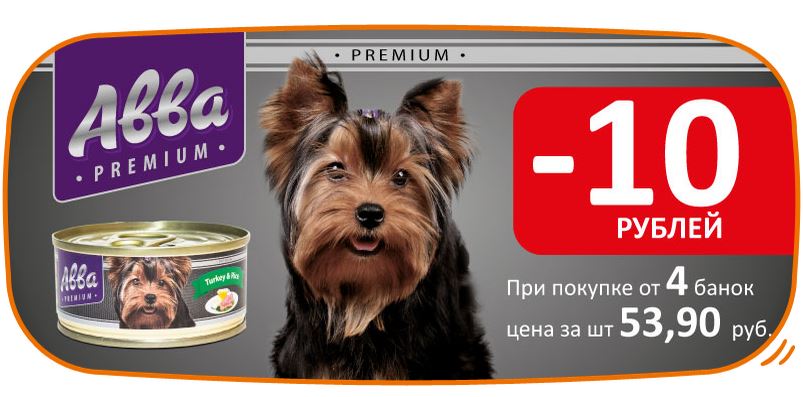 Авва
• PREMIUM •
• PREMIUM •
-10
РУБЛЕЙ
При покупке от 4 банок
цена за шт 53,90 руб.
Авва
• PREMIUM •
Turkey & Rice